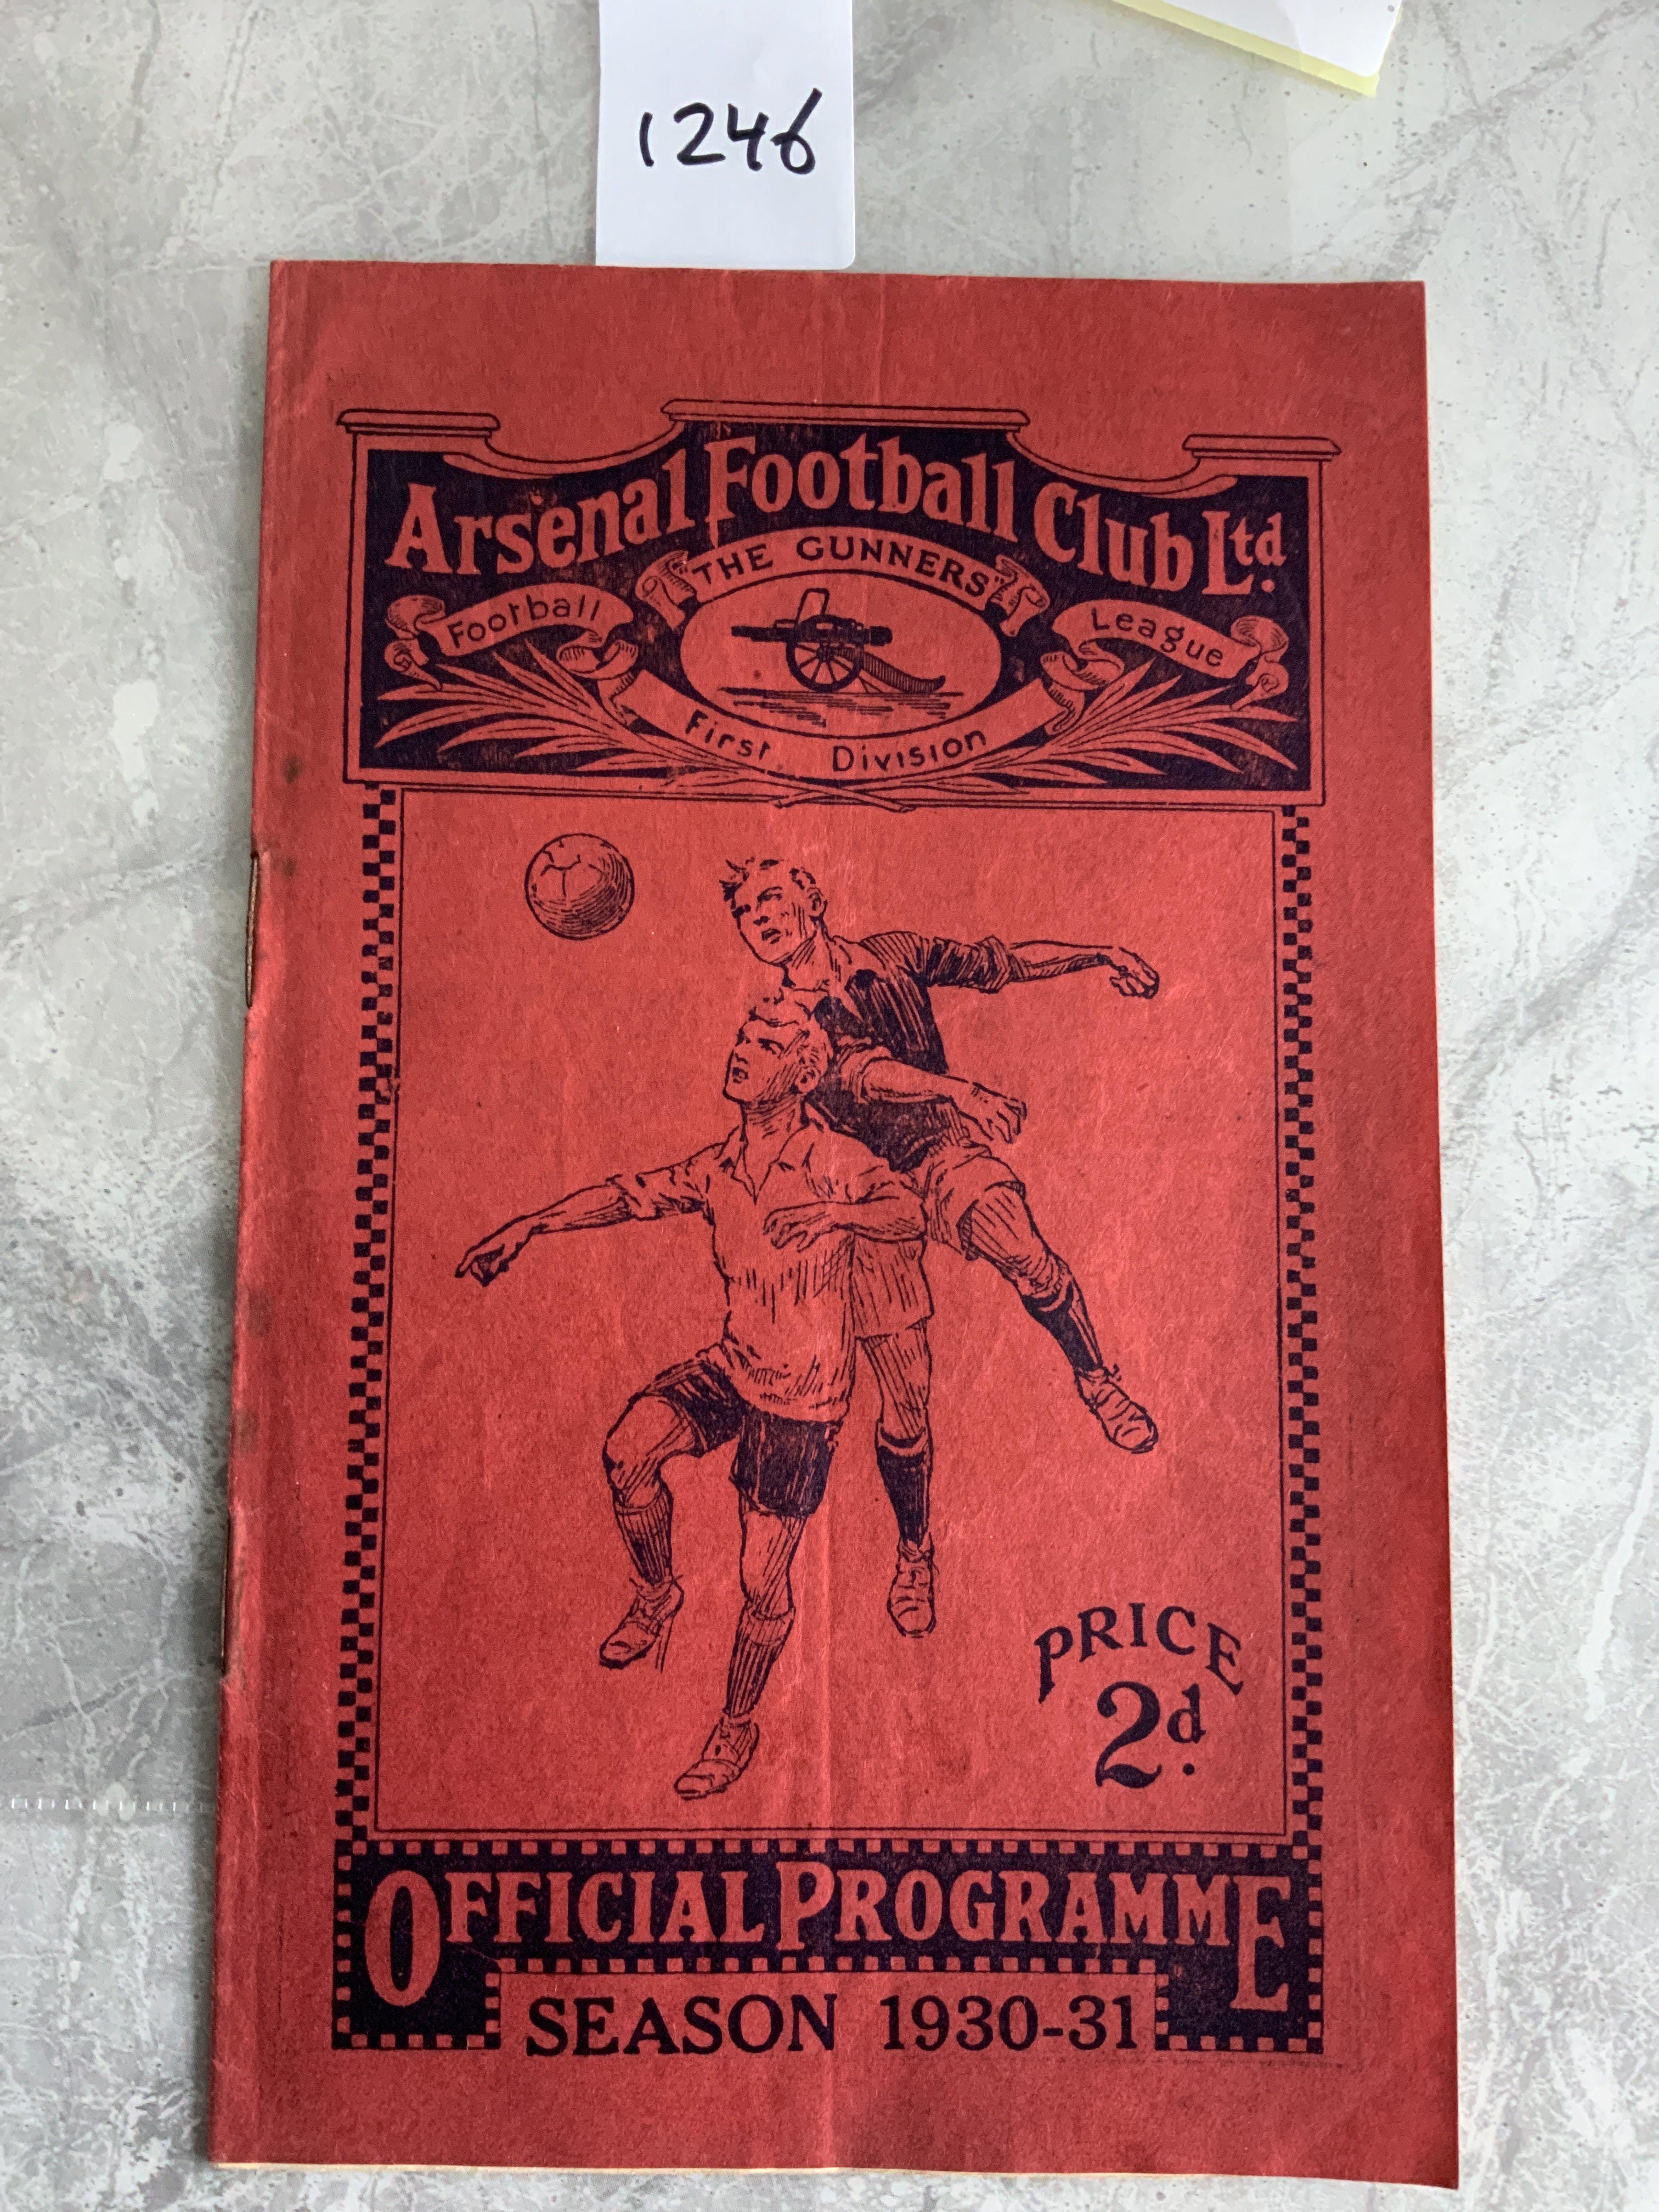 1246
Arsenal Football Club Ltd.
"THE GUNNERS"
Football League
First Division
PRICE
2d.
OFFICIAL PROGRAMME
SEASON 1930-31